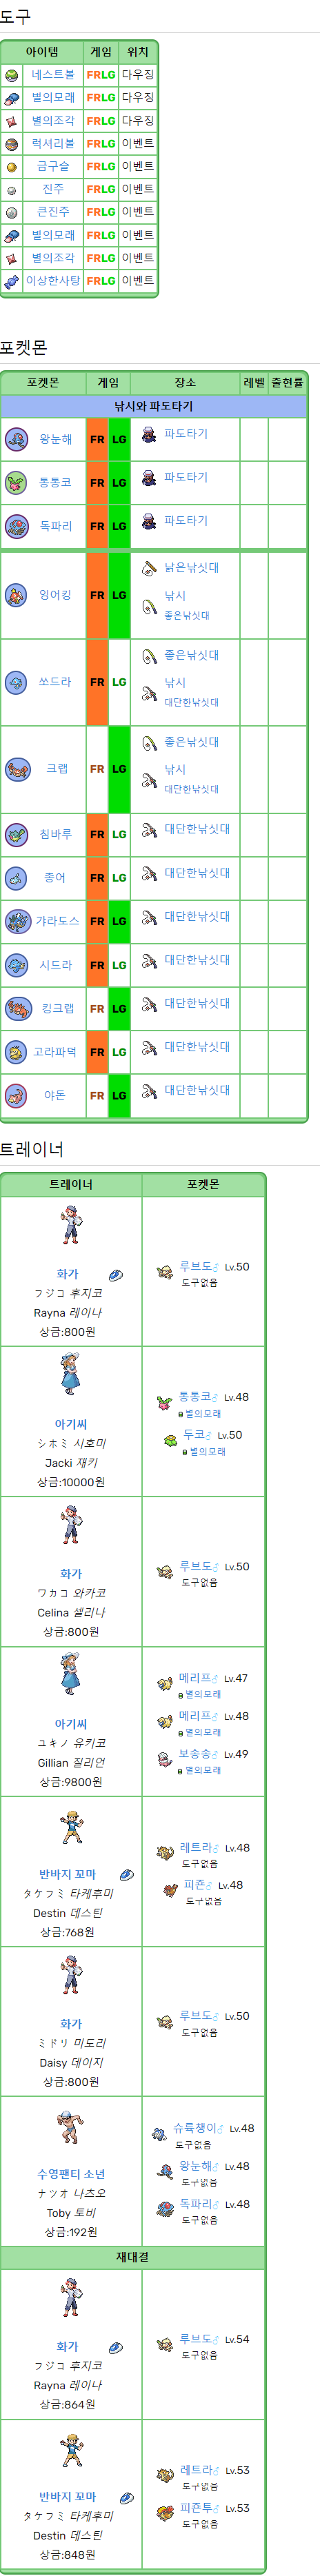 도구
아이템 게임 위치
네스트볼 FRLG 다우징
별의모래 FRLG 다우징
별의조각 FRLG 다우징
럭셔리볼 FRLG 이벤트
금구슬 FRLG 이벤트
진주 FRLG 이벤트
큰진주 FRLG 이벤트
별의모래 FRLG 이벤트
별의조각 FRLG 이벤트
이상한사탕 FRLG 이벤트
포켓몬
포켓몬 게임 장소 레벨 출현률
낚시와 파도타기
왕눈해 FR LG 파도타기
통통코 FR LG 파도타기
독파리 FR LG 파도타기
잉어킹 FR LG 낡은낚싯대
낚시
좋은낚싯대
쏘드라 FR LG 좋은낚싯대
낚시
대단한낚싯대
크랩 FR LG 좋은낚싯대
낚시
대단한낚싯대
침바루 FR LG 대단한낚싯대
총어 FR LG 대단한낚싯대
갸라도스 FR LG 대단한낚싯대
시드라 FR LG 대단한낚싯대
킹크랩 FR LG 대단한낚싯대
고라파덕 FR LG 대단한낚싯대
야돈 FR LG 대단한낚싯대
트레이너
트레이너 포켓몬
화가
フジコ 후지코
Rayna 레이나
상금:800원
루브도♂ Lv.50
도구없음
아기씨
シホミ 시호미
Jacki 재키
상금:10000원
통통코♂ Lv.48
별의모래
두코♂ Lv.50
별의모래
화가
ワカコ 와카코
Celina 셀리나
상금:800원
루브도♂ Lv.50
도구없음
아기씨
ユキノ 유키코
Gillian 질리언
상금:9800원
메리프♂ Lv.47
별의모래
메리프♂ Lv.48
별의모래
보송송♂ Lv.49
별의모래
반바지 꼬마
タケフミ 타케후미
Destin 데스틴
상금:768원
레트라♂ Lv.48
도구없음
피죤♂ Lv.48
도구없음
화가
ミドリ 미도리
Daisy 데이지
상금:800원
루브도♂ Lv.50
도구없음
수영팬티 소년
ナツオ 나츠오
Toby 토비
상금:192원
슈륙챙이♂ Lv.48
도구없음
왕눈해♂ Lv.48
도구없음
독파리♂ Lv.48
도구없음
재대결
화가
フジコ 후지코
Rayna 레이나
상금:864원
루브도♂ Lv.54
도구없음
반바지 꼬마
タケフミ 타케후미
Destin 데스틴
상금:848원
레트라♂ Lv.53
도구없음
피죤투♂ Lv.53
도구없음